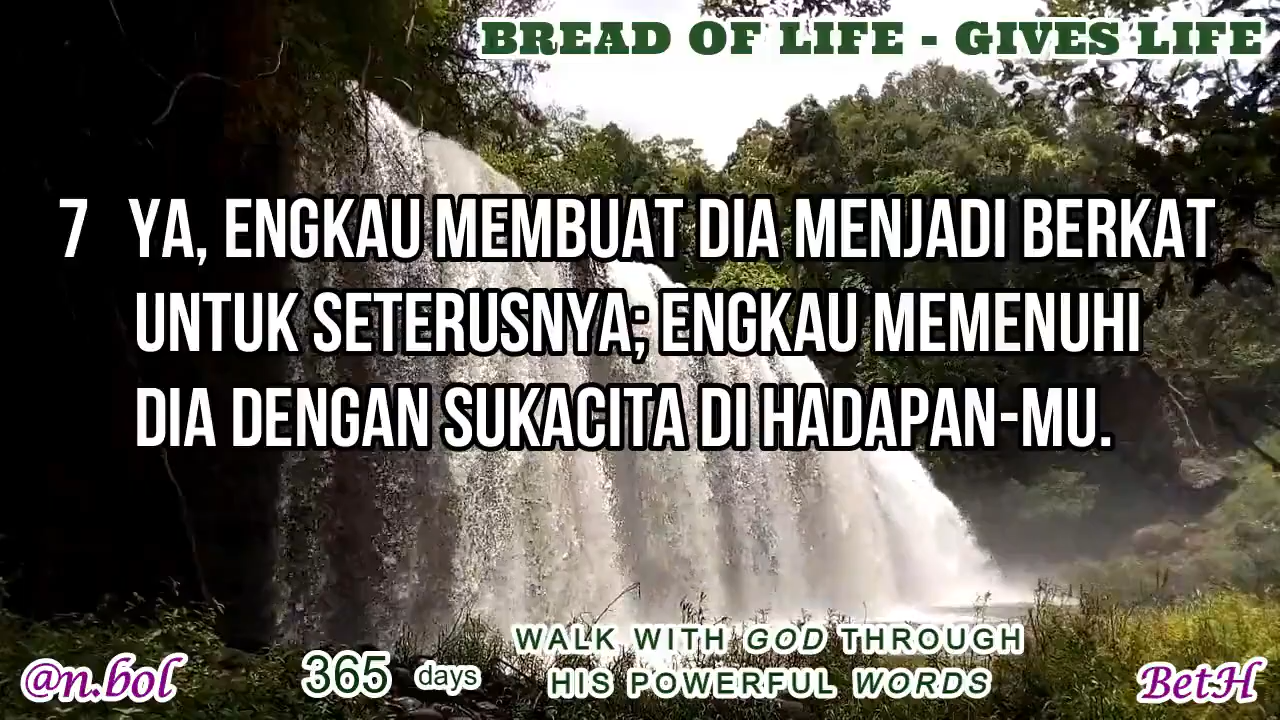 BREAD OF LIFE - GIVES LIFE
7 YA, ENGKAU MEMBUAT DIA MENJADI BERKAT
UNTUK SETERUSNYA; ENGKAU MEMENUHI
DIA DENGAN SUKACITA DI HADAPAN-MU.
WALK WITH GOD THROUGH
HIS POWERFUL WORDS
@n.bol
365 days
BetH